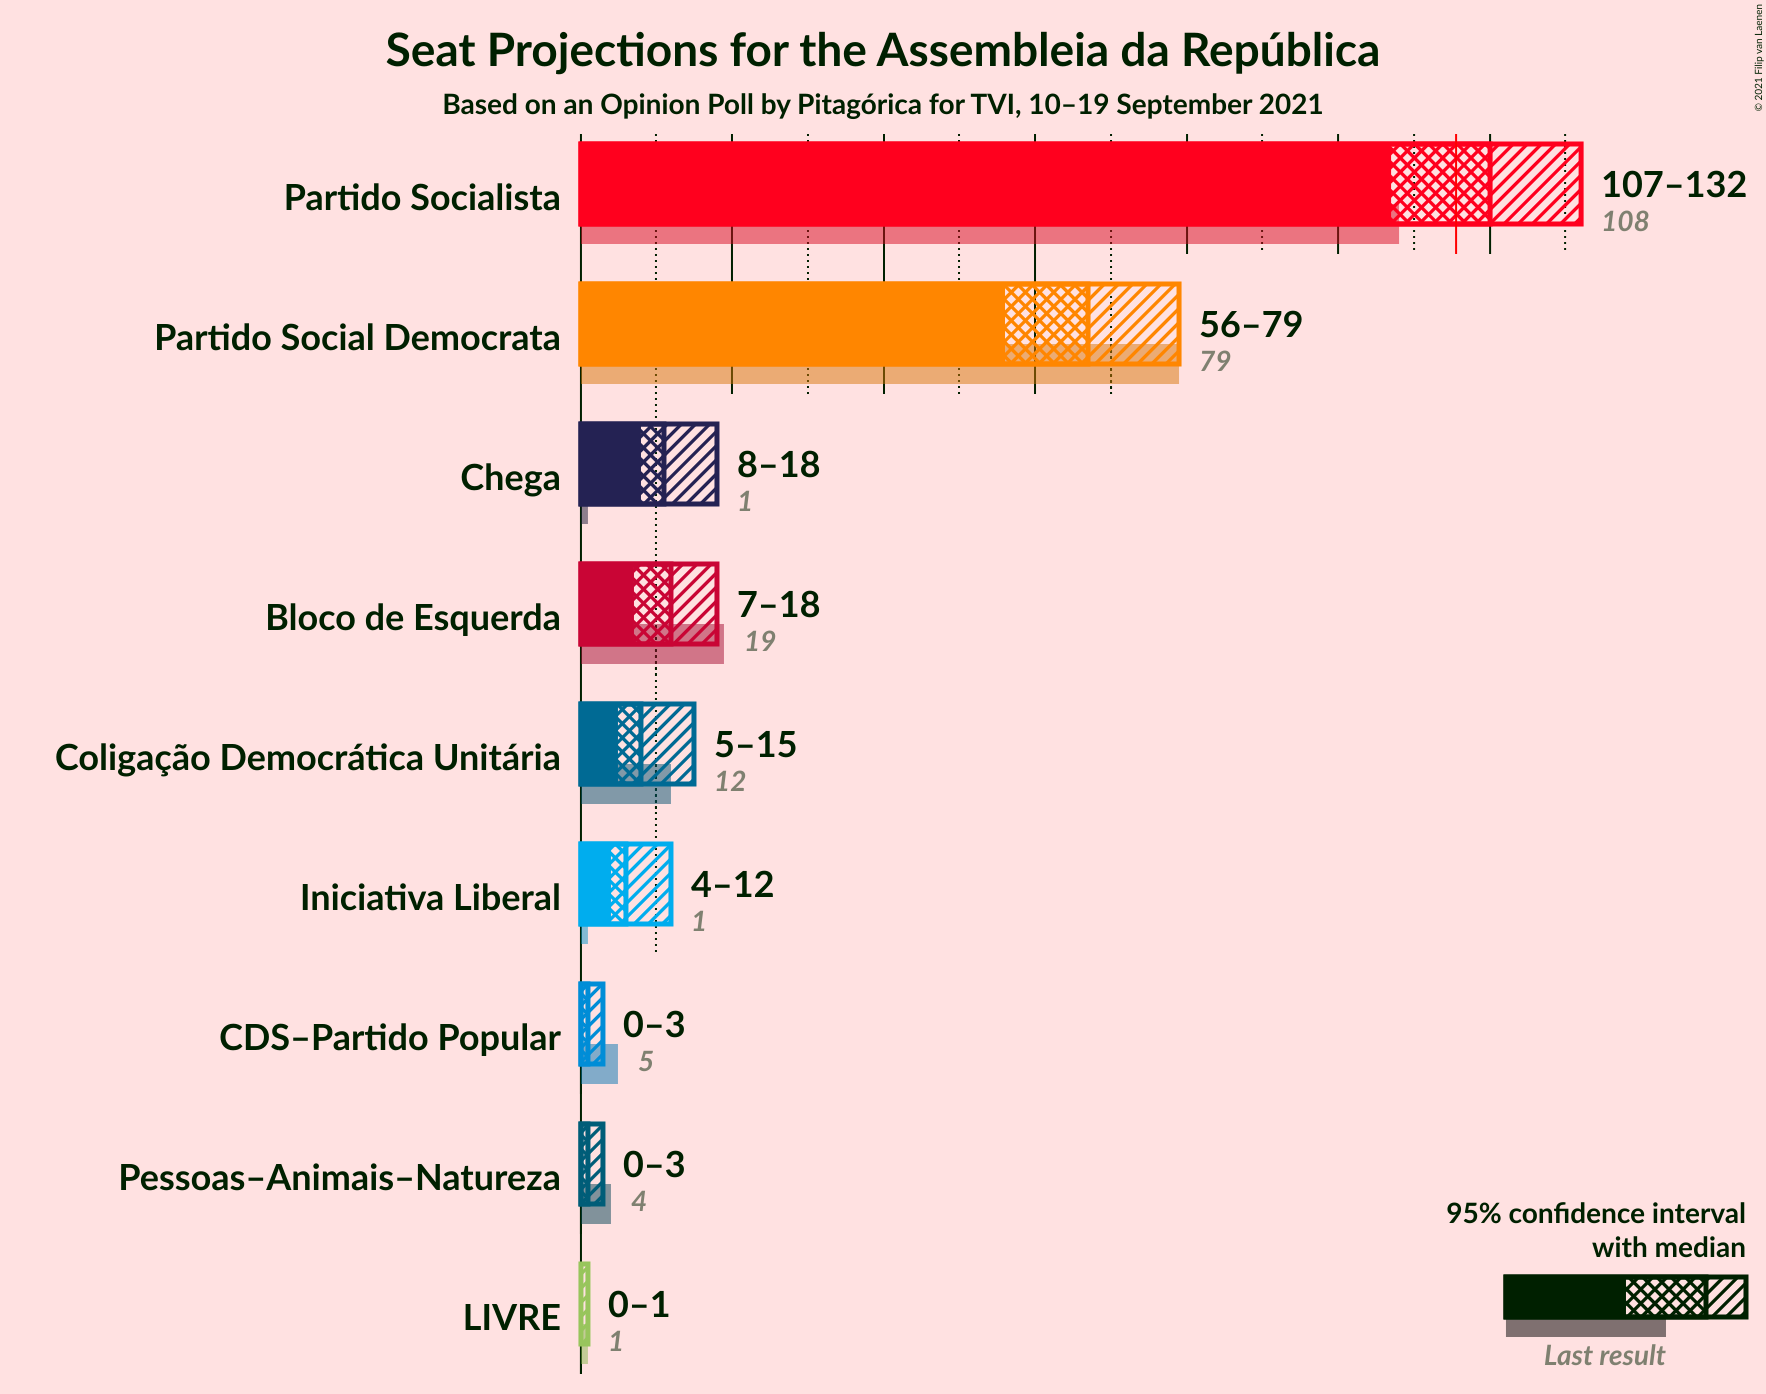 Seat Projections for the Assembleia da República
Based on an Opinion Poll by Pitagórica for TVI, 10–19 September 2021
© 2021 Filip van Laenen
Partido Socialista
107–132
108
Partido Social Democrata
56–79
79
Chega
8–18
1
Bloco de Esquerda
7–18
19
Coligação Democrática Unitária
5–15
12
Iniciativa Liberal
4–12
1
CDS–Partido Popular
0–3
5
Pessoas–Animais–Natureza
0–3
4
LIVRE
0–1
1
95% confidence interval
with median
Last result